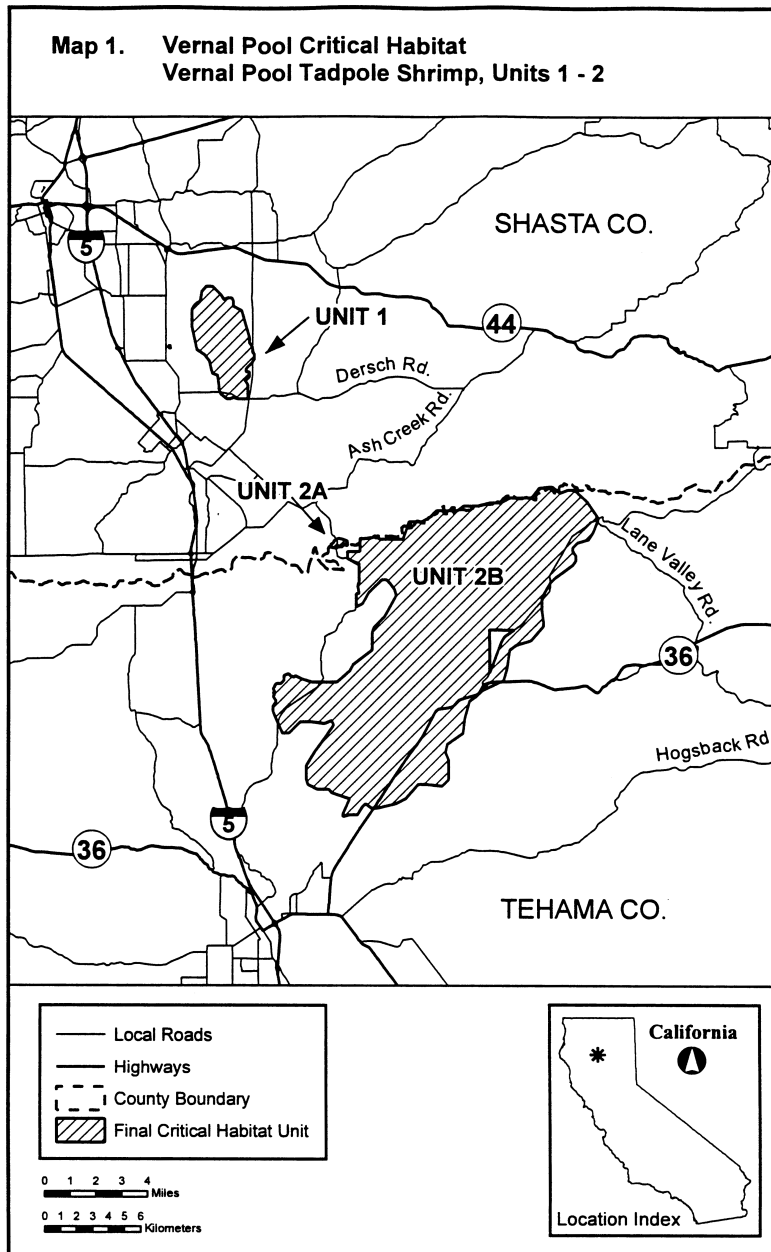 Map 1. Vernal Pool Critical Habitat
Vernal Pool Tadpole Shrimp, Units 1 - 2
SHASTA CO.
5
UNIT 1
44
Dersch Rd.
Ash Creek Rd.
UNIT 2A
Lane Valley Rd.
UNIT 2B
36
Hogsback Rd
5
36
TEHAMA CO.
Local Roads
Highways
County Boundary
Final Critical Habitat Unit
0 1 2 3 4
Miles
0 1 2 3 4 5 6
Kilometers
California
Location Index